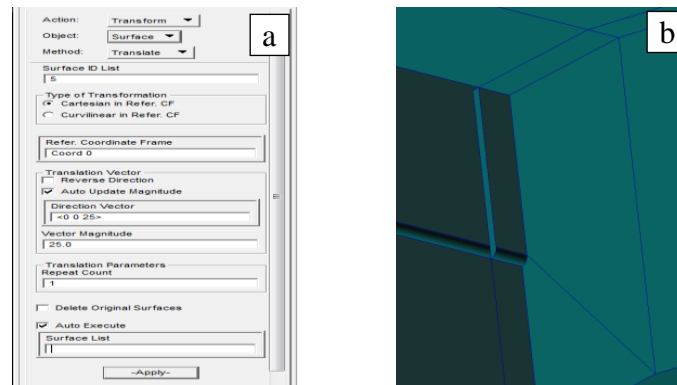 Action: Transform
Object: Surface
Method: Translate
a
b
Surface ID List
5
Type of Transformation
Cartesian in Refer. CF
Curvilinear in Refer. CF
Refer. Coordinate Frame
Coord 0
Translation Vector
Reverse Direction
Auto Update Magnitude
Direction Vector
<0 0 25>
Vector Magnitude
25.0
Translation Parameters
Repeat Count
1
Delete Original Surfaces
Auto Execute
Surface List
-Apply-